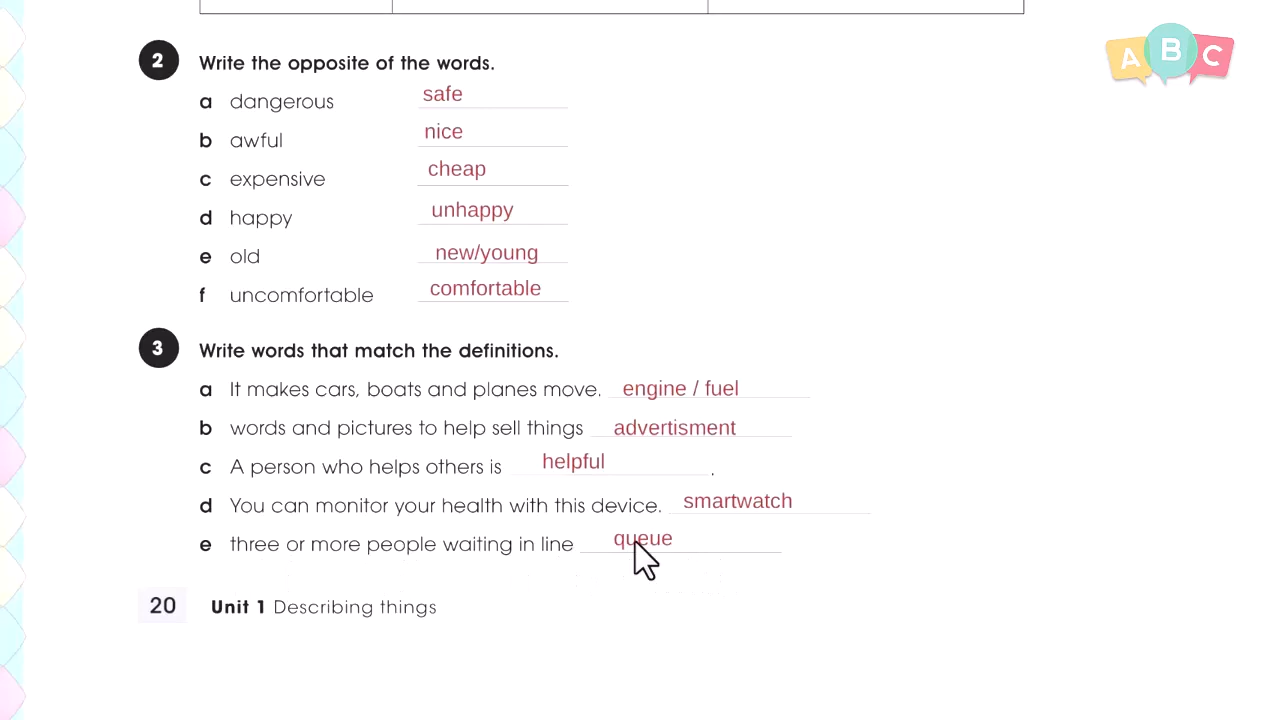 A B C
2 Write the opposite of the words.
a dangerous safe
b awful nice
c expensive cheap
d happy unhappy
e old new/young
f uncomfortable comfortable
3 Write words that match the definitions.
a It makes cars, boats and planes move. engine / fuel
b words and pictures to help sell things advertisment
c A person who helps others is helpful .
d You can monitor your health with this device. smartwatch
e three or more people waiting in line queue
20 Unit 1 Describing things